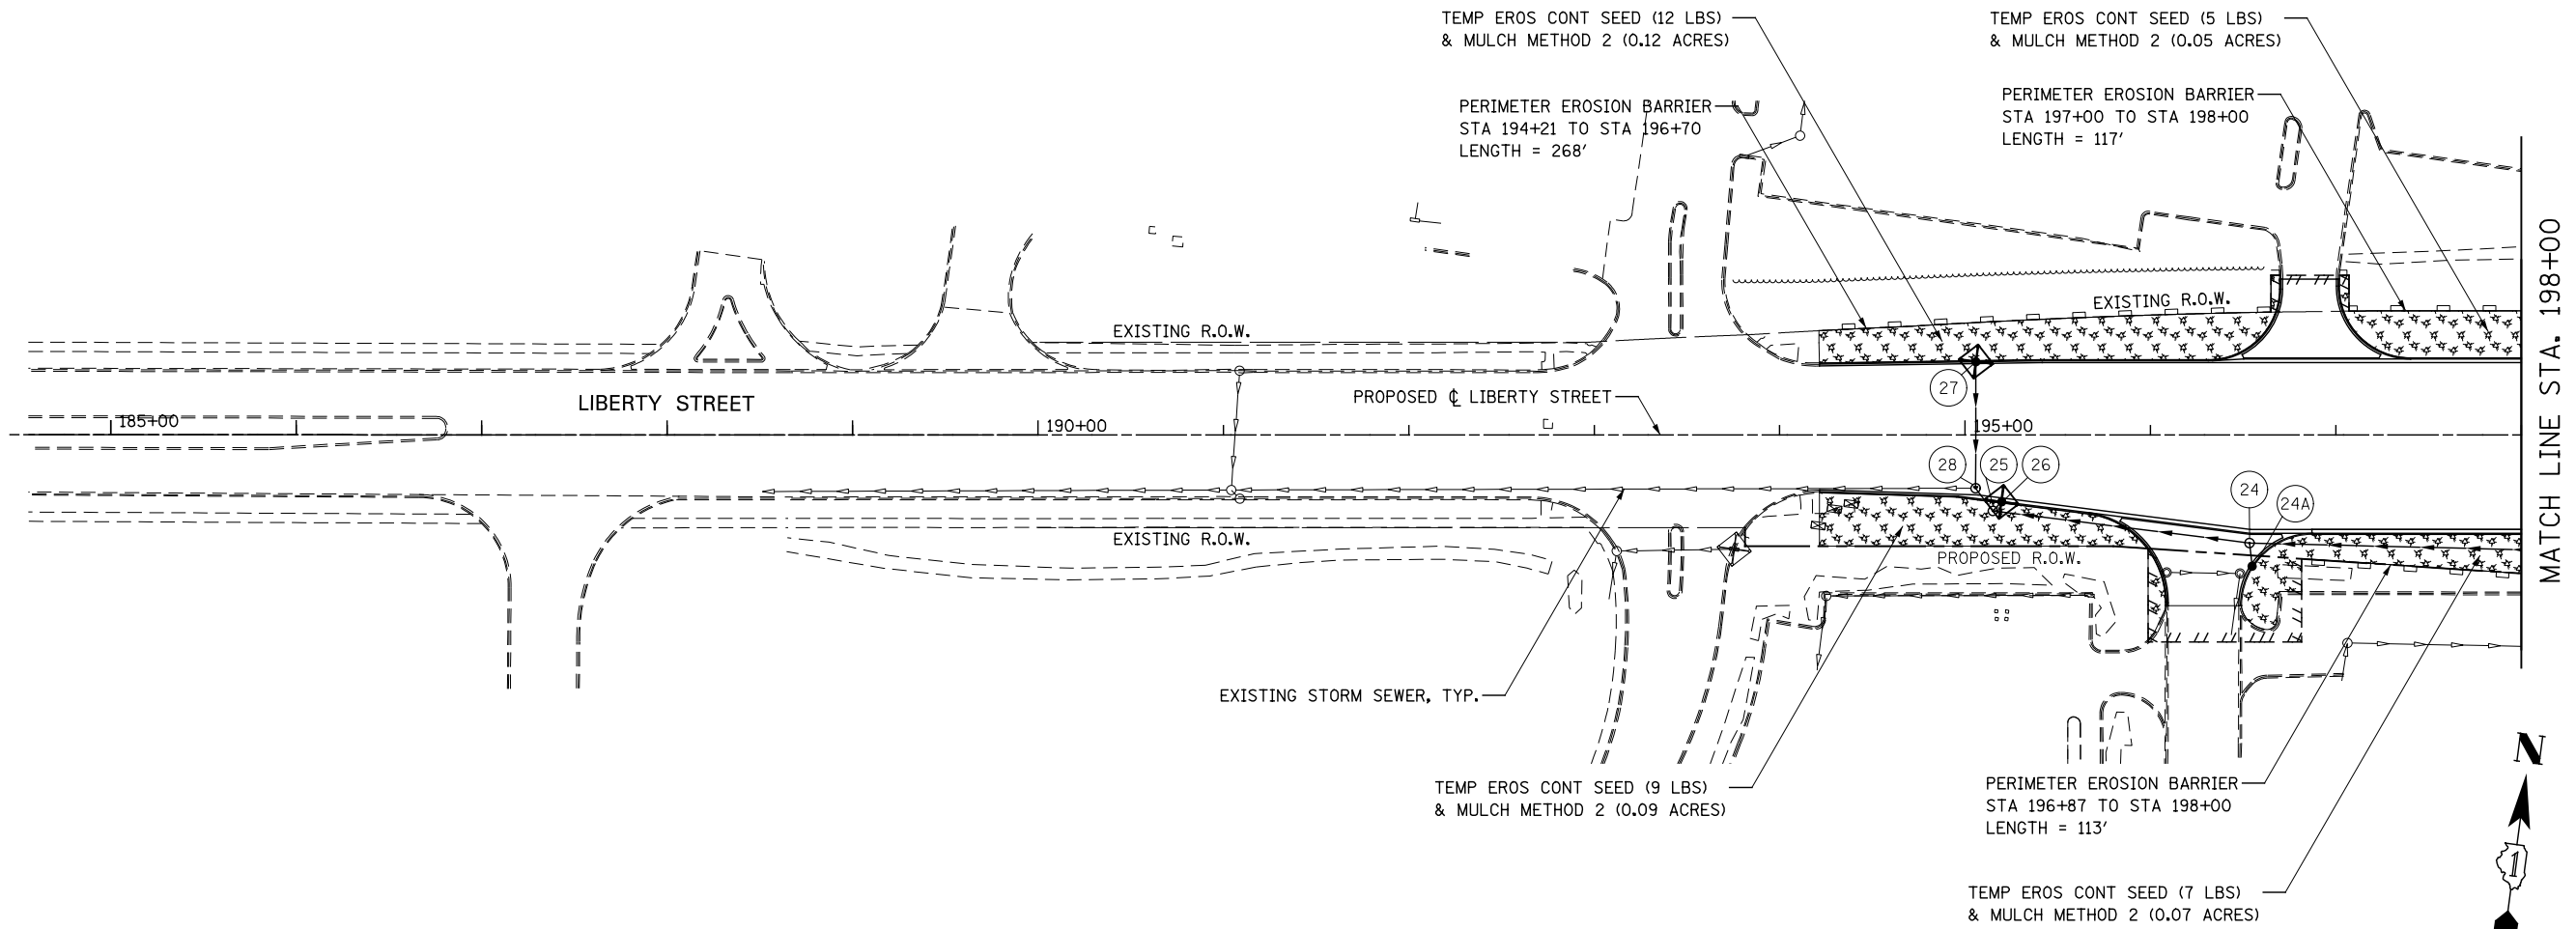 TEMP EROS CONT SEED (12 LBS)
& MULCH METHOD 2 (0.12 ACRES)
TEMP EROS CONT SEED (5 LBS)
& MULCH METHOD 2 (0.05 ACRES)
PERIMETER EROSION BARRIER
STA 194+21 TO STA 196+70
LENGTH = 268'
PERIMETER EROSION BARRIER
STA 197+00 TO STA 198+00
LENGTH = 117'
EXISTING R.O.W.
EXISTING R.O.W.
MATCH LINE STA. 198+00
LIBERTY STREET
PROPOSED ℄ LIBERTY STREET
27
185+00
190+00
195+00
28
25
26
24
24A
EXISTING R.O.W.
PROPOSED R.O.W.
EXISTING STORM SEWER, TYP.
TEMP EROS CONT SEED (9 LBS)
& MULCH METHOD 2 (0.09 ACRES)
PERIMETER EROSION BARRIER
STA 196+87 TO STA 198+00
LENGTH = 113'
TEMP EROS CONT SEED (7 LBS)
& MULCH METHOD 2 (0.07 ACRES)
N
1